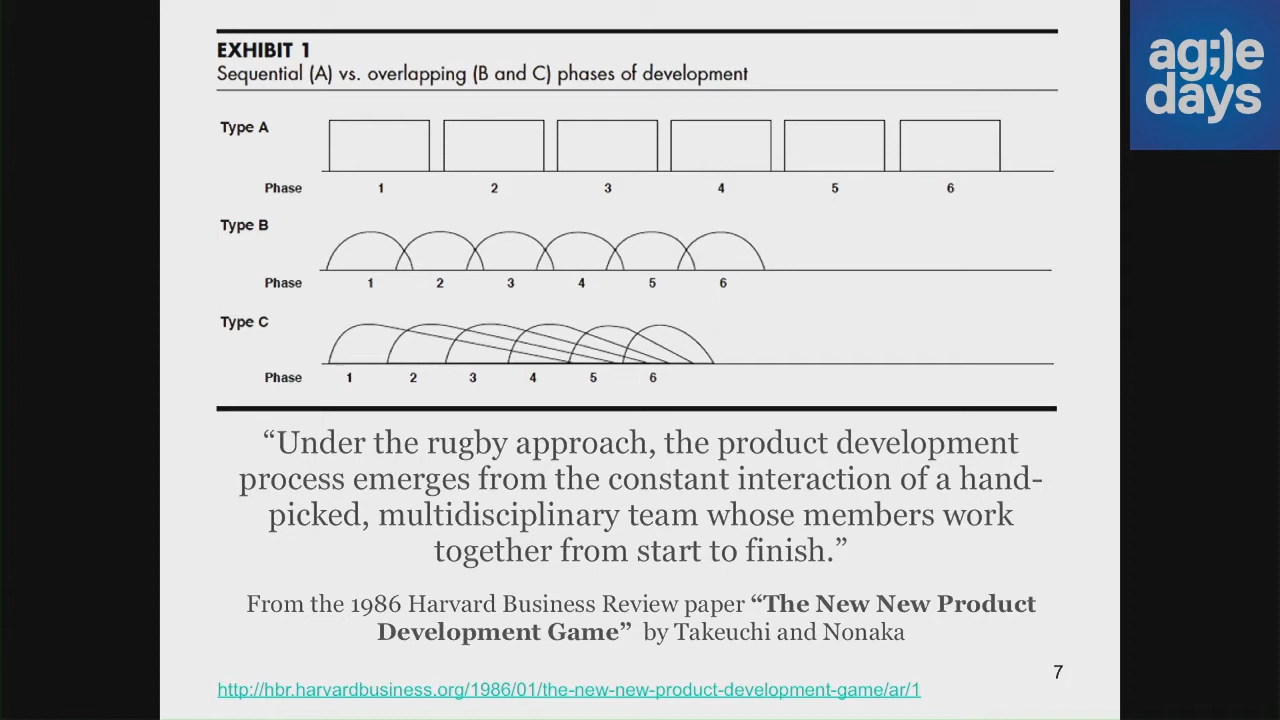 EXHIBIT 1
Sequential (A) vs. overlapping (B and C) phases of development
Type A
Phase 1 2 3 4 5 6
Type B
Phase 1 2 3 4 5 6
Type C
Phase 1 2 3 4 5 6
“Under the rugby approach, the product development
process emerges from the constant interaction of a hand-
picked, multidisciplinary team whose members work
together from start to finish.”
From the 1986 Harvard Business Review paper “The New New Product
Development Game” by Takeuchi and Nonaka
7
http://hbr.harvardbusiness.org/1986/01/the-new-new-product-development-game/ar/1
ag;)e
days